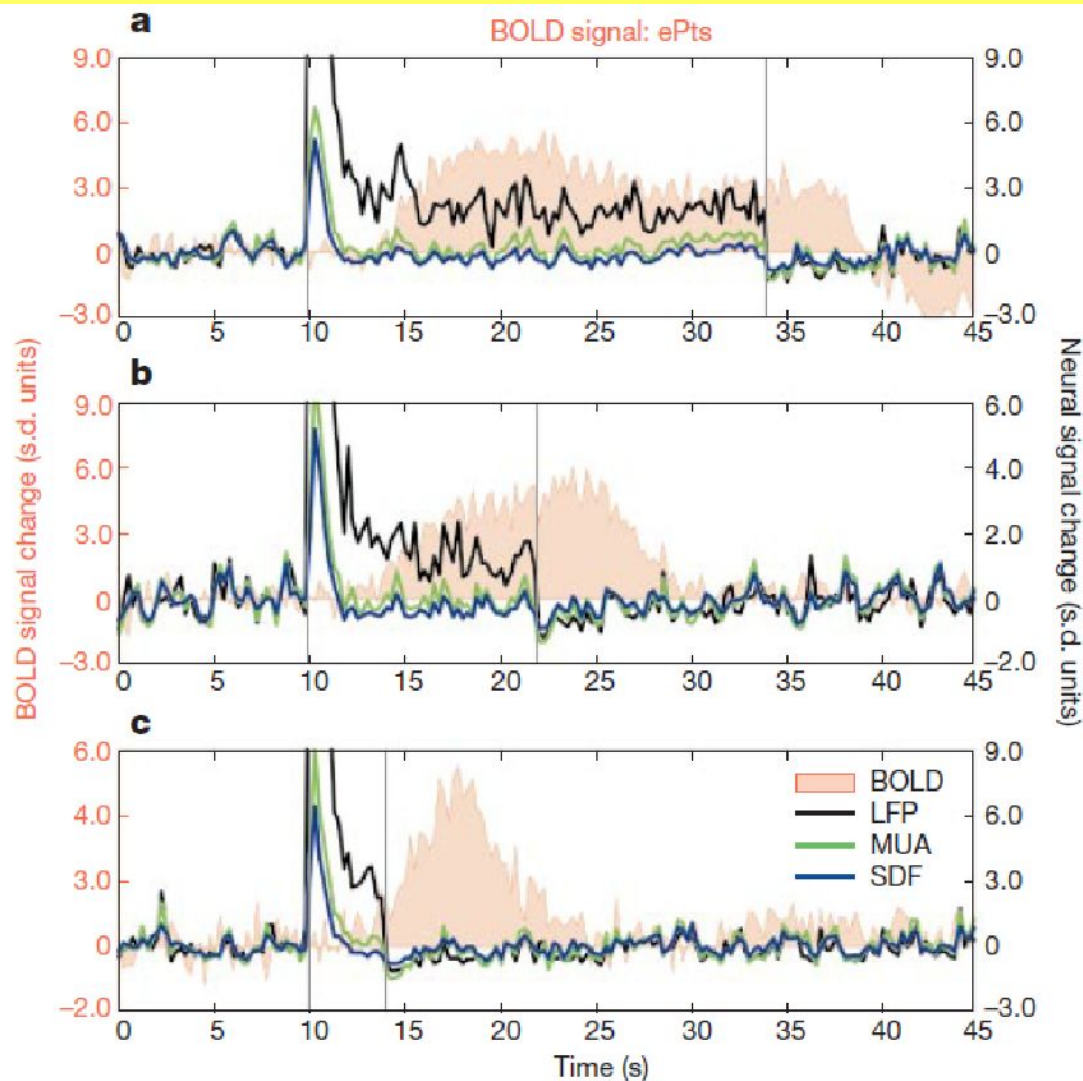 a
BOLD signal: ePts
9.0 9.0
6.0 6.0
3.0 3.0
0 0
–3.0 –3.0
0 5 10 15 20 25 30 35 40 45
b
9.0 6.0
6.0 4.0
3.0 2.0
0 0
–3.0 –2.0
0 5 10 15 20 25 30 35 40 45
c
6.0 9.0
4.0 6.0
3.0 3.0
0 0
–2.0 –3.0
0 5 10 15 20 25 30 35 40 45
BOLD
LFP
MUA
SDF
Time (s)
BOLD signal change (s.d. units)
Neural signal change (s.d. units)